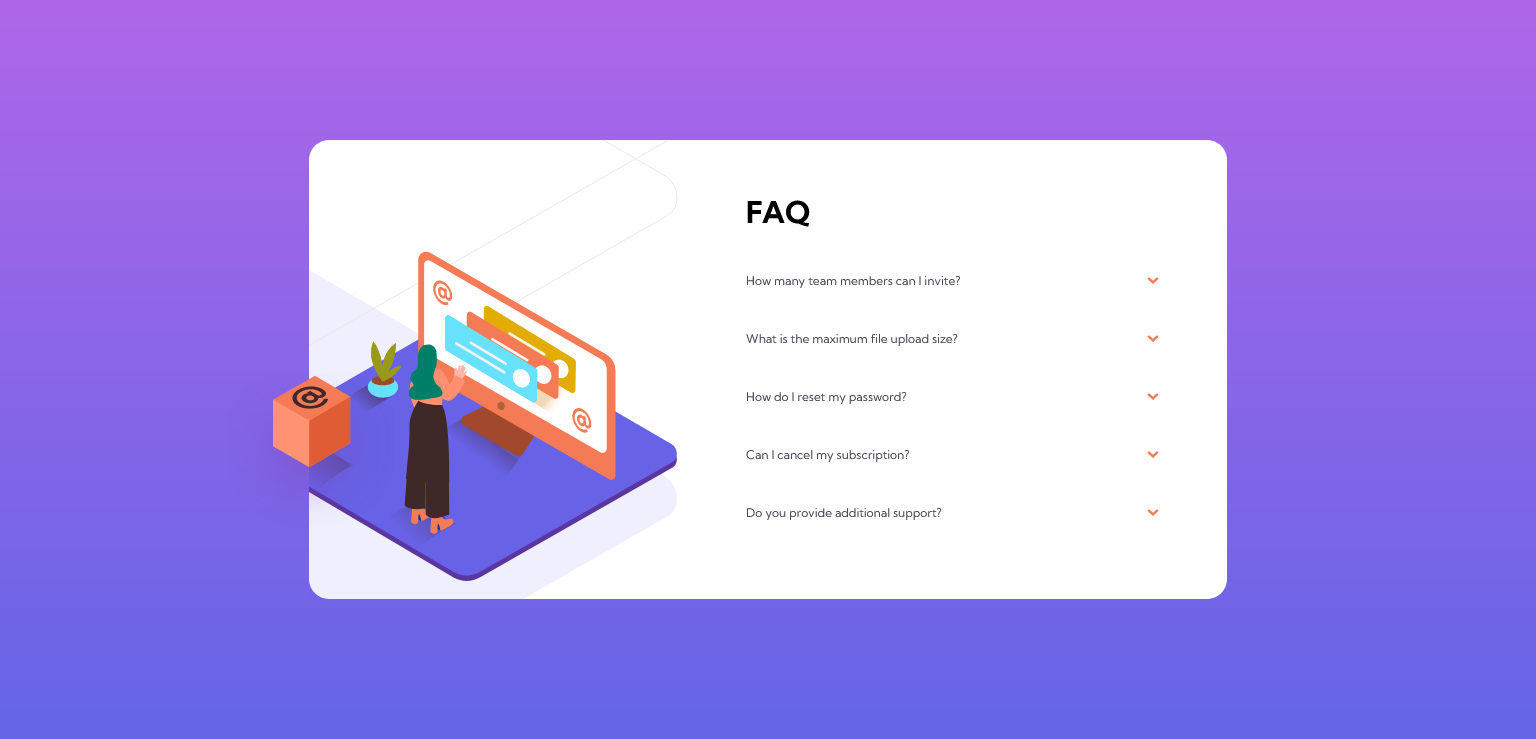 FAQ
How many team members can I invite?
What is the maximum file upload size?
How do I reset my password?
Can I cancel my subscription?
Do you provide additional support?
@
@
@